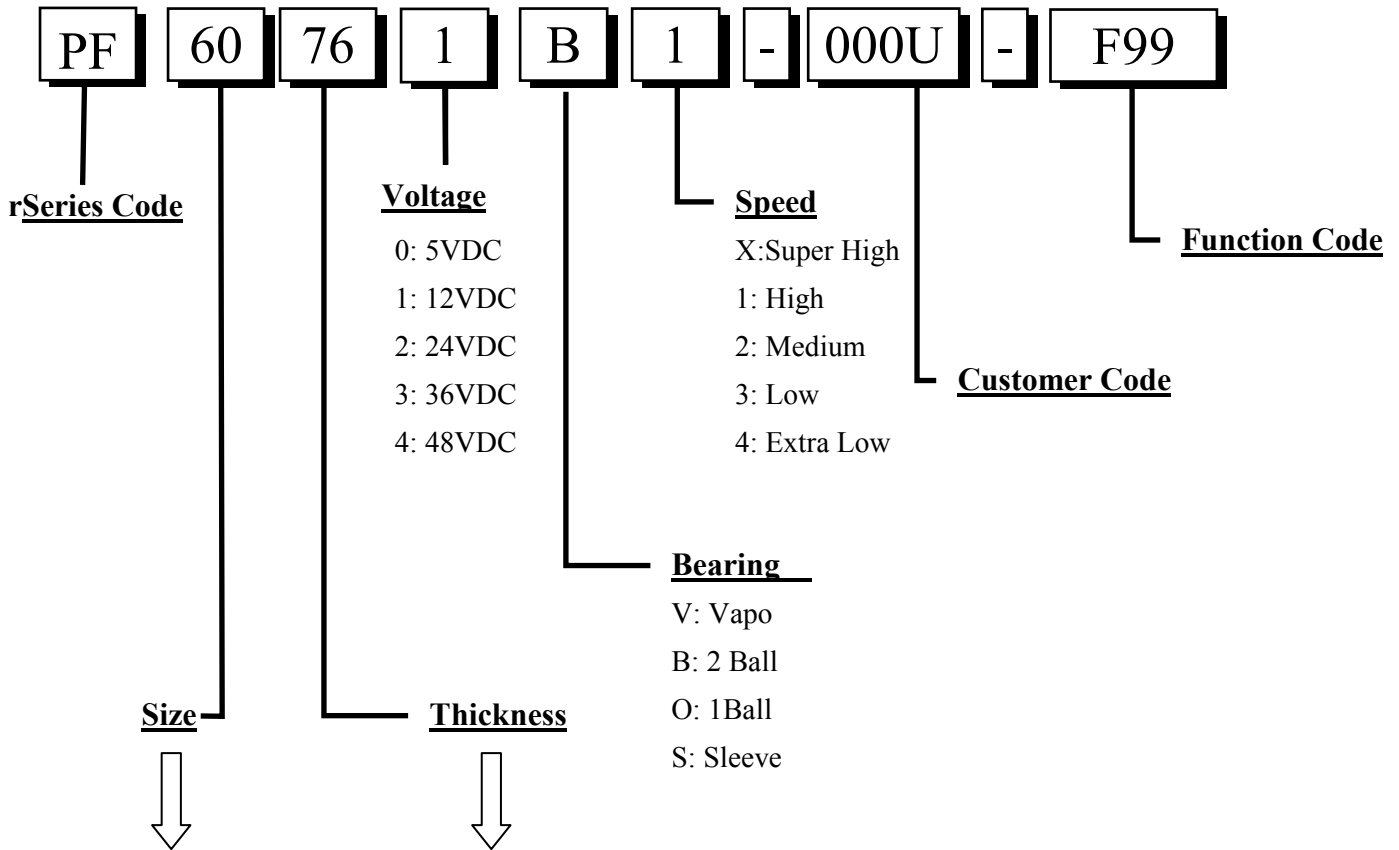 PF 60 76 1 B 1 - 000U - F99
rSeries Code
Voltage
0: 5VDC
1: 12VDC
2: 24VDC
3: 36VDC
4: 48VDC
Speed
X:Super High
1: High
2: Medium
3: Low
4: Extra Low
Function Code
Customer Code
Bearing
V: Vapo
B: 2 Ball
O: 1Ball
S: Sleeve
Size
Thickness